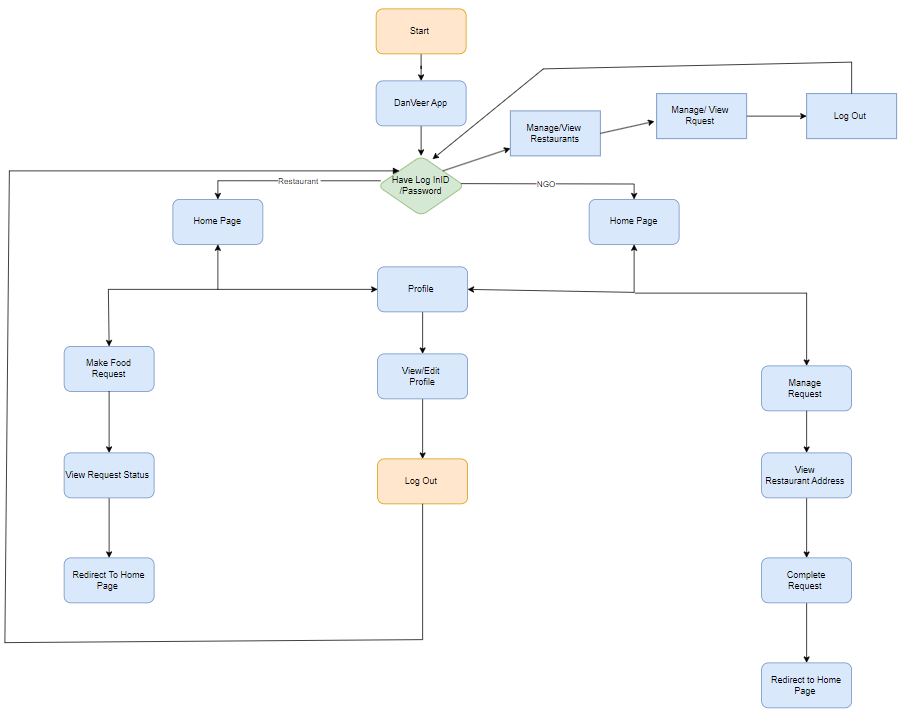 Start
DanVeer App
Manage/View
Restaurants
Manage/ View
Rquest
Log Out
Have Log InID
/Password
Restaurant
NGO
Home Page
Home Page
Profile
Make Food
Request
View/Edit
Profile
Manage
Request
View Request Status
Log Out
View
Restaurant Address
Redirect To Home
Page
Complete
Request
Redirect to Home
Page